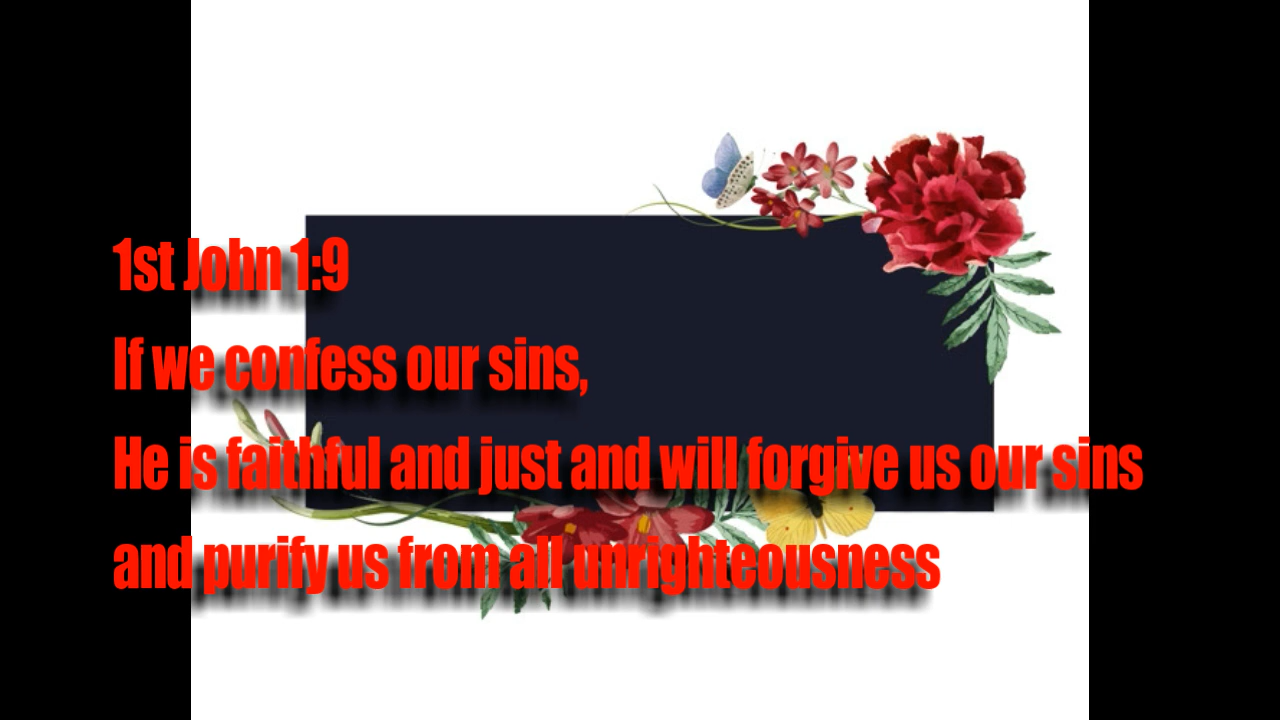 1st John 1:9
If we confess our sins,
He is faithful and just and will forgive us our sins
and purify us from all unrighteousness